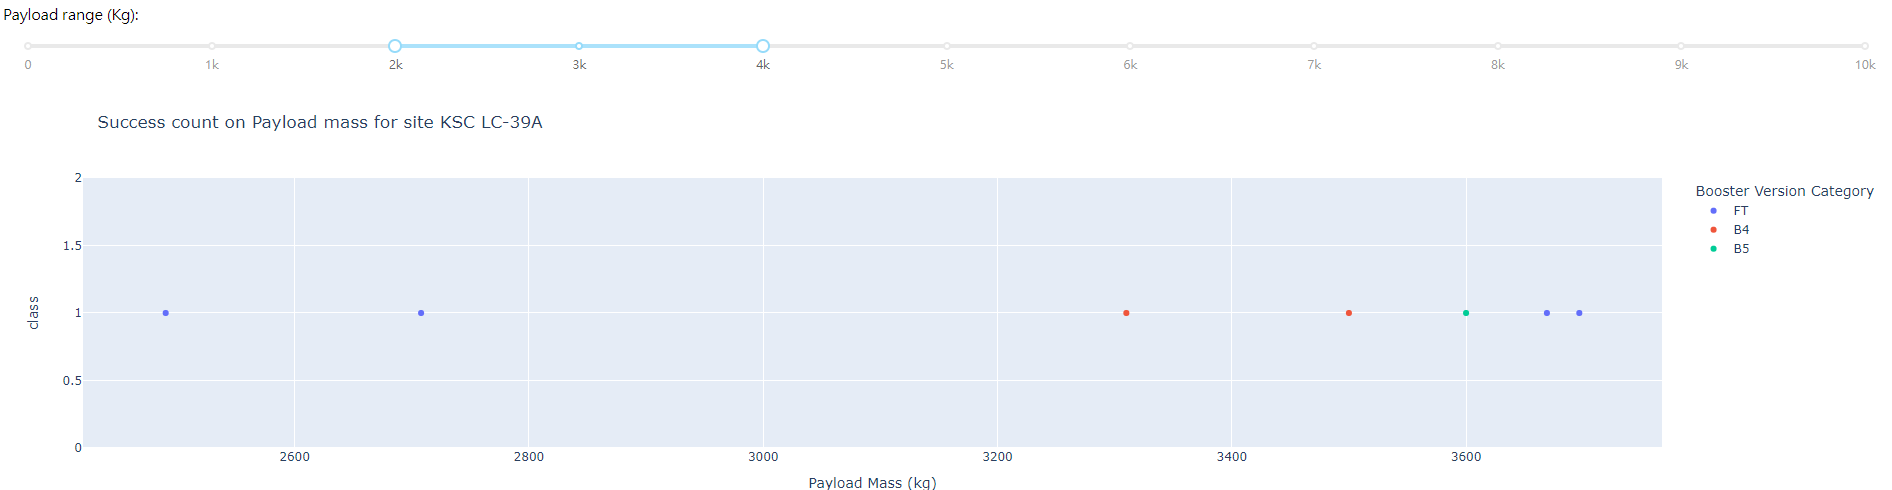 Payload range (Kg):
0 1k 2k 3k 4k 5k 6k 7k 8k 9k 10k
Success count on Payload mass for site KSC LC-39A
2
1.5
1
0.5
0
class
2600 2800 3000 3200 3400 3600
Payload Mass (kg)
Booster Version Category
FT
B4
B5